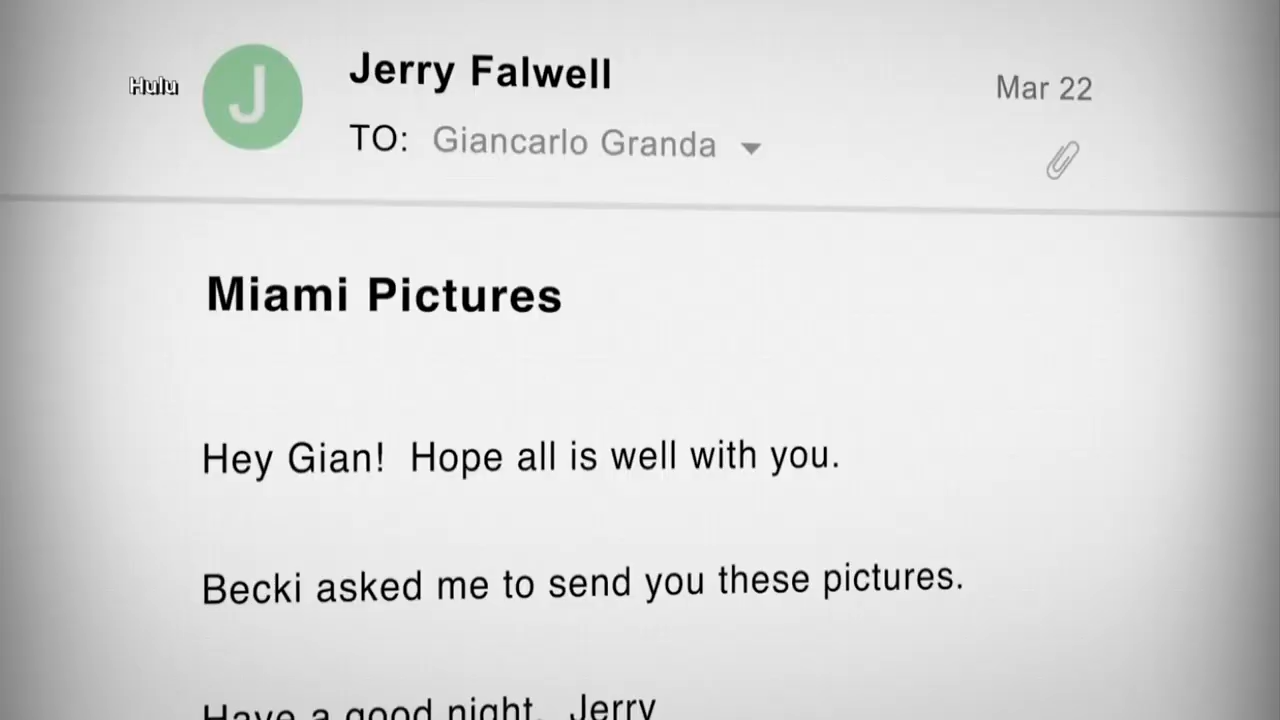 Hulu
J
Jerry Falwell
Mar 22
TO: Giancarlo Granda
Miami Pictures
Hey Gian! Hope all is well with you.
Becki asked me to send you these pictures.
Have a good night. Jerry